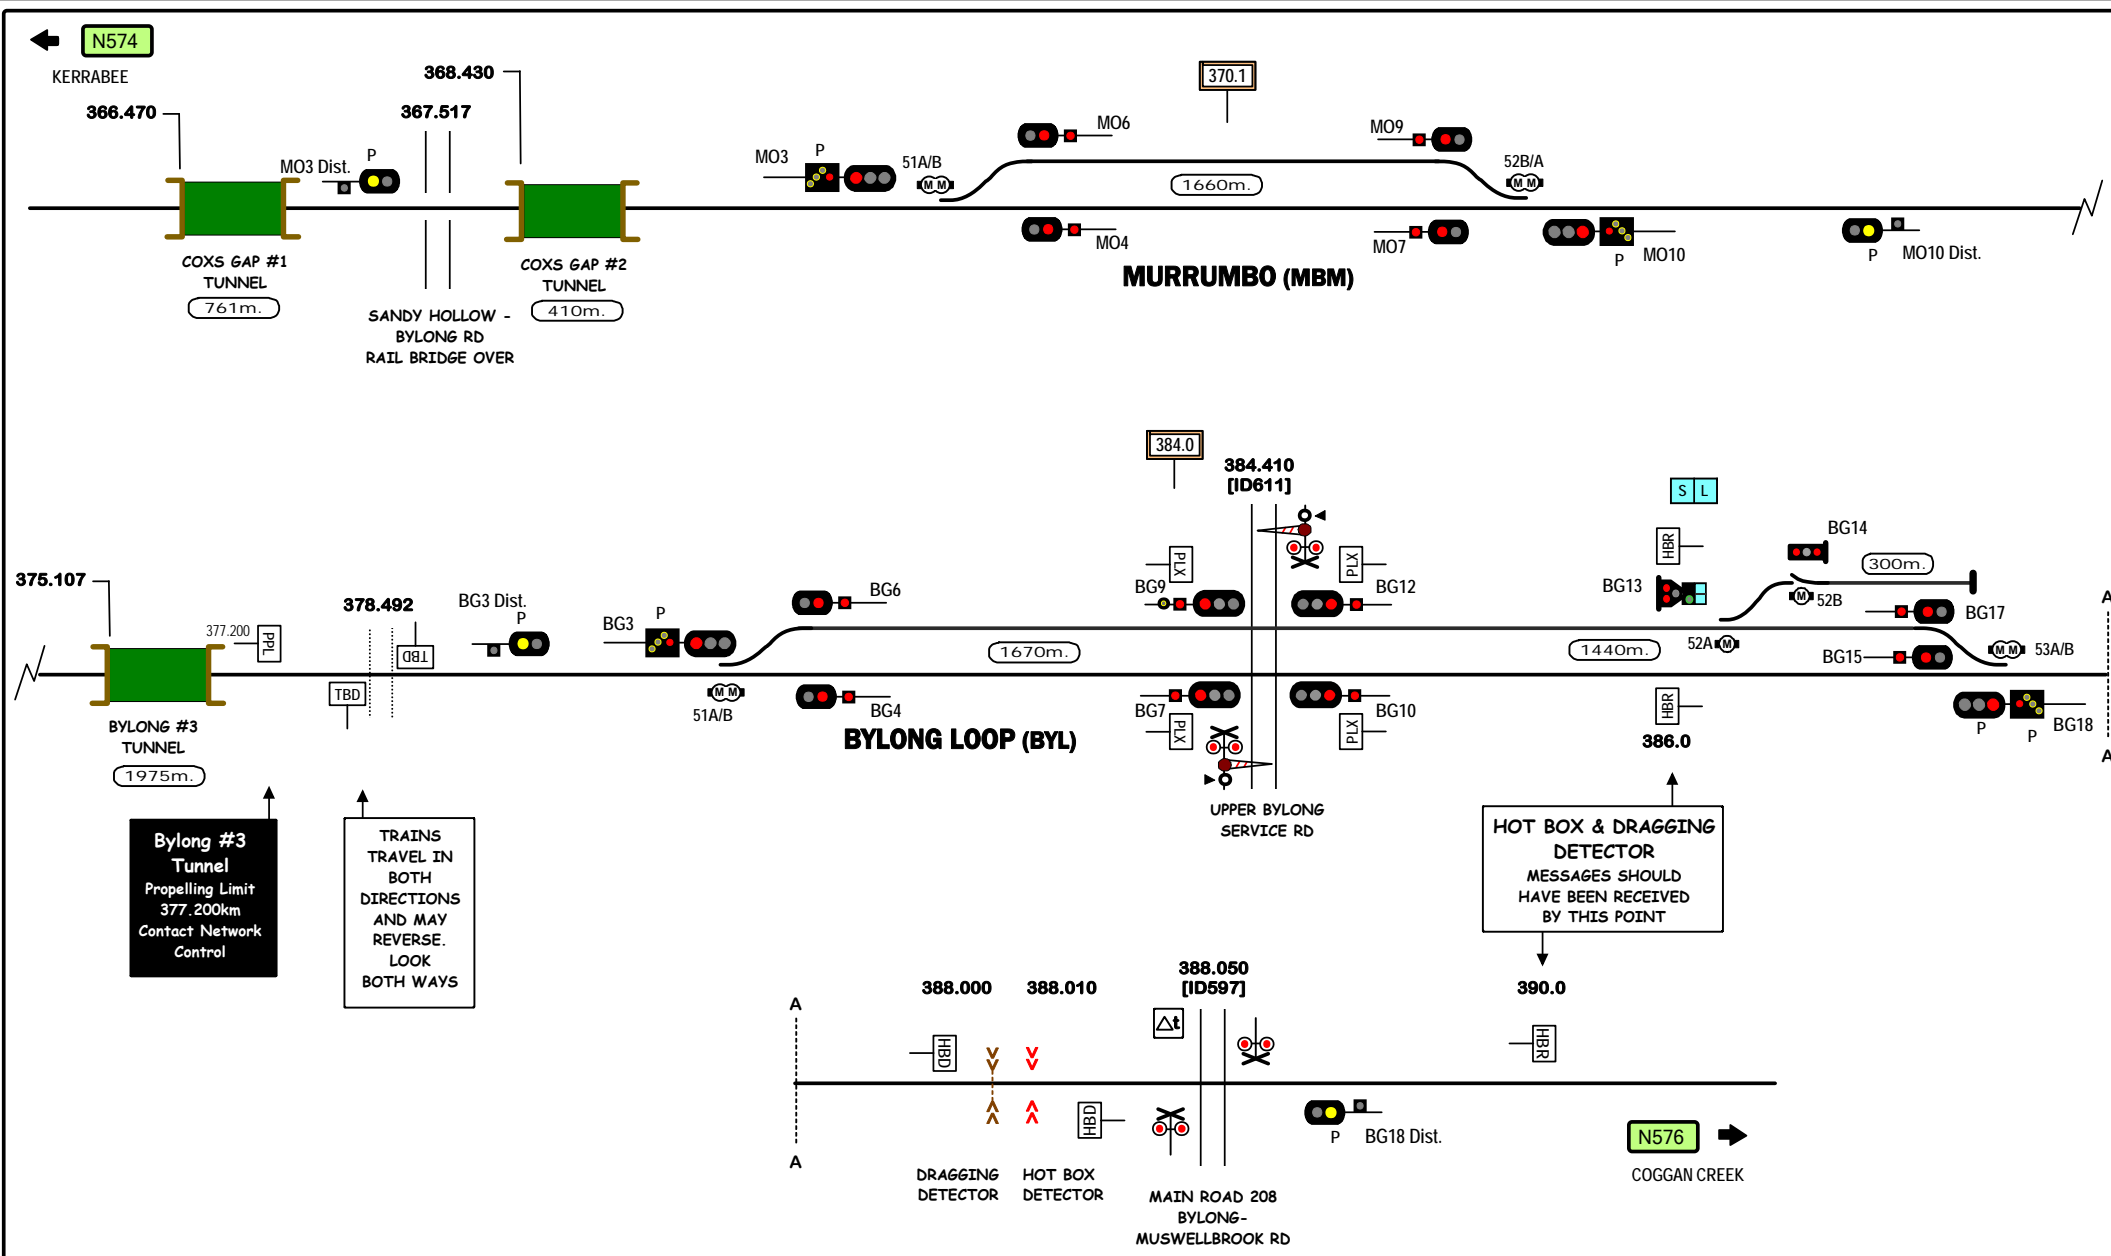 N574
KERRABEE
366.470
367.517
368.430
370.1
MO3 Dist.
P
MO3
P
51A/B
MO6
MO9
52B/A
1660m.
MO4
MO7
P
MO10
P
MO10 Dist.
COXS GAP #1
TUNNEL
761m.
SANDY HOLLOW -
BYLONG RD
RAIL BRIDGE OVER
COXS GAP #2
TUNNEL
410m.
MURRUMBO (MBM)
M M
M M
375.107
377.200
PPL
378.492
TBD
TBD
BG3 Dist.
P
BG3
P
M M
51A/B
BG6
BG4
1670m.
384.0
384.410
[ID611]
PLX
PLX
BG9
BG12
BG7
BG10
PLX
PLX
BYLONG LOOP (BYL)
UPPER BYLONG
SERVICE RD
S L
HBR
BG13
BG14
300m.
M
52B
BG17
1440m.
52A
M
BG15
M M
53A/B
HBR
386.0
P
P
BG18
A
A
BYLONG #3
TUNNEL
1975m.
Bylong #3
Tunnel
Propelling Limit
377.200km
Contact Network
Control
TRAINS
TRAVEL IN
BOTH
DIRECTIONS
AND MAY
REVERSE.
LOOK
BOTH WAYS
HOT BOX & DRAGGING
DETECTOR
MESSAGES SHOULD
HAVE BEEN RECEIVED
BY THIS POINT
A
A
388.000
388.010
388.050
[ID597]
390.0
HBD
Δt
HBR
HBD
P
BG18 Dist.
DRAGGING
DETECTOR
HOT BOX
DETECTOR
MAIN ROAD 208
BYLONG-
MUSWELLBROOK RD
N576
COGGAN CREEK